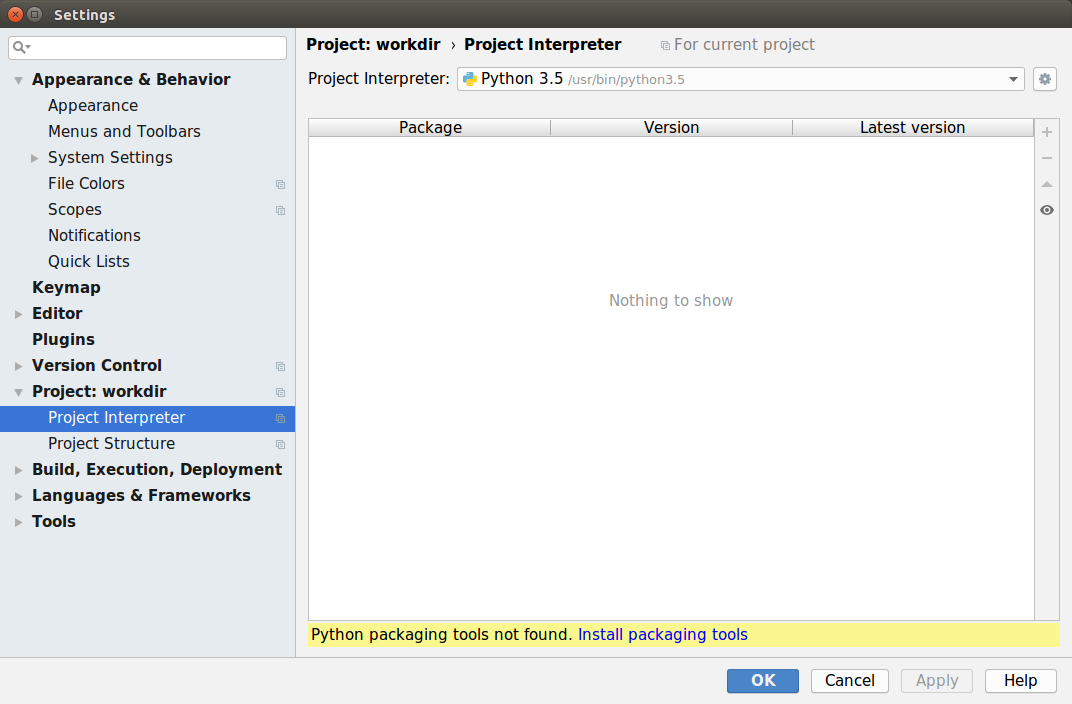 Settings
Appearance & Behavior
Appearance
Menus and Toolbars
System Settings
File Colors
Scopes
Notifications
Quick Lists
Keymap
Editor
Plugins
Version Control
Project: workdir
Project Interpreter
Project Structure
Build, Execution, Deployment
Languages & Frameworks
Tools
Project: workdir › Project Interpreter For current project
Project Interpreter: Python 3.5 /usr/bin/python3.5
Package Version Latest version
Nothing to show
Python packaging tools not found. Install packaging tools
OK Cancel Apply Help